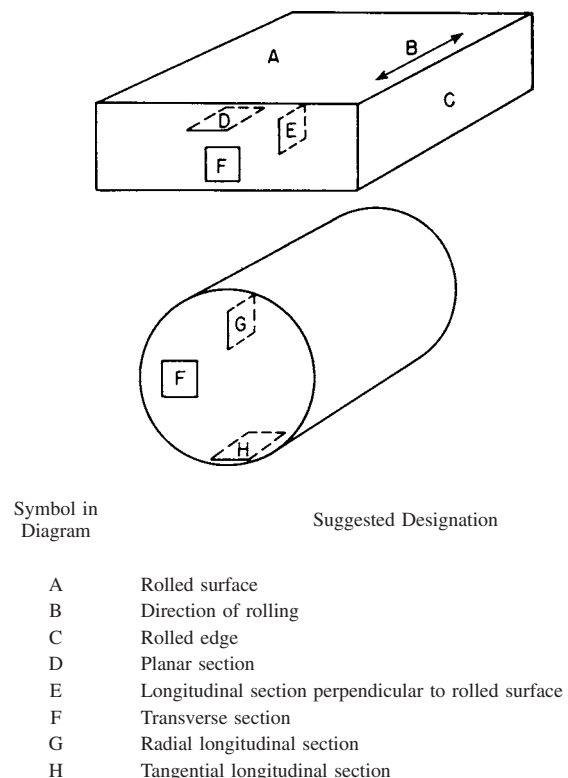 A
B
C
D
E
F
G
F
H
Symbol in
Diagram
Suggested Designation
A Rolled surface
B Direction of rolling
C Rolled edge
D Planar section
E Longitudinal section perpendicular to rolled surface
F Transverse section
G Radial longitudinal section
H Tangential longitudinal section